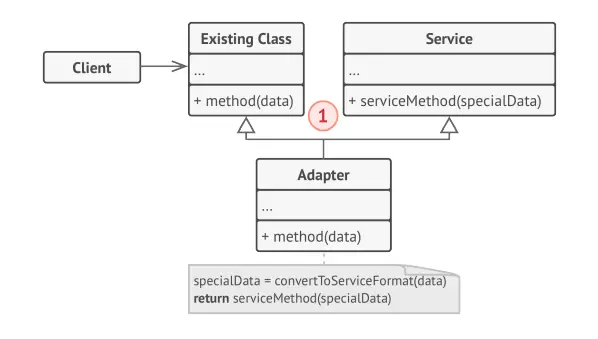 Client
Existing Class
...
+ method(data)
Service
...
+ serviceMethod(specialData)
1
Adapter
...
+ method(data)
specialData = convertToServiceFormat(data)
return serviceMethod(specialData)